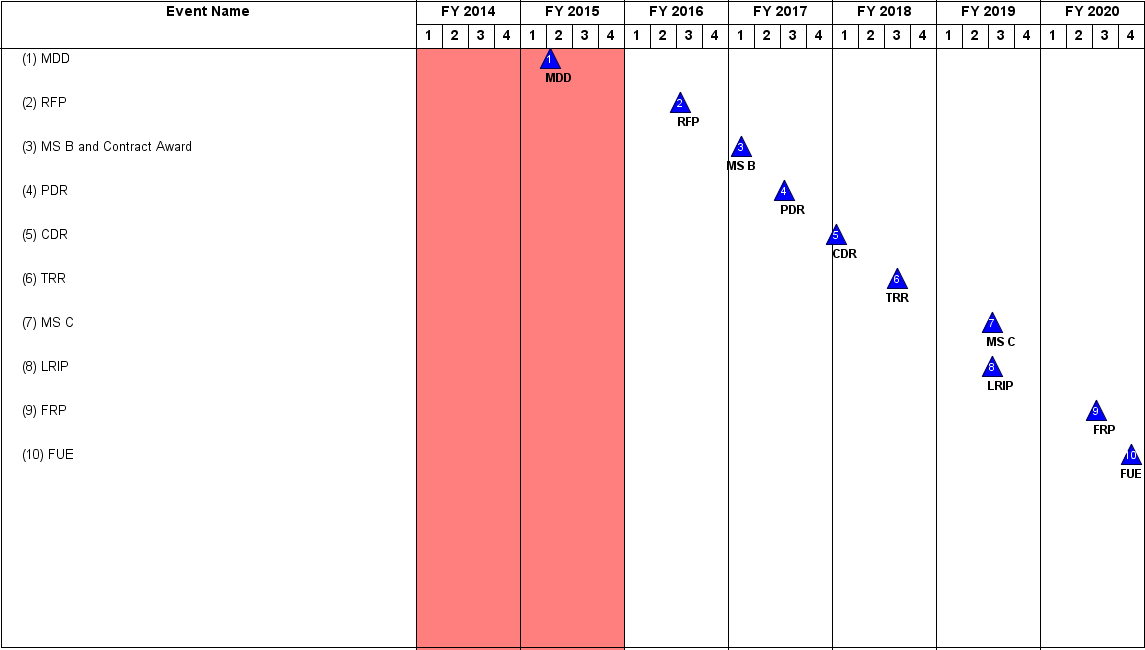 Event Name FY 2014 FY 2015 FY 2016 FY 2017 FY 2018 FY 2019 FY 2020
1 2 3 4 1 2 3 4 1 2 3 4 1 2 3 4 1 2 3 4 1 2 3 4 1 2 3 4
(1) MDD 1
MDD
(2) RFP 2
RFP
(3) MS B and Contract Award 3
MS B
(4) PDR 4
PDR
(5) CDR 5
CDR
(6) TRR 6
TRR
(7) MS C 7
MS C
(8) LRIP 8
LRIP
(9) FRP 9
FRP
(10) FUE 10
FUE